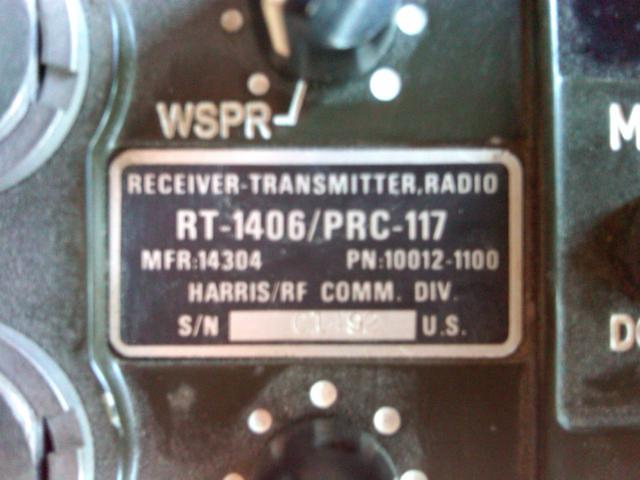 WSPR
RECEIVER-TRANSMITTER,RADIO
RT-1406/PRC-117
MFR:14304 PN:10012-1100
HARRIS/RF COMM. DIV.
S/N U.S.